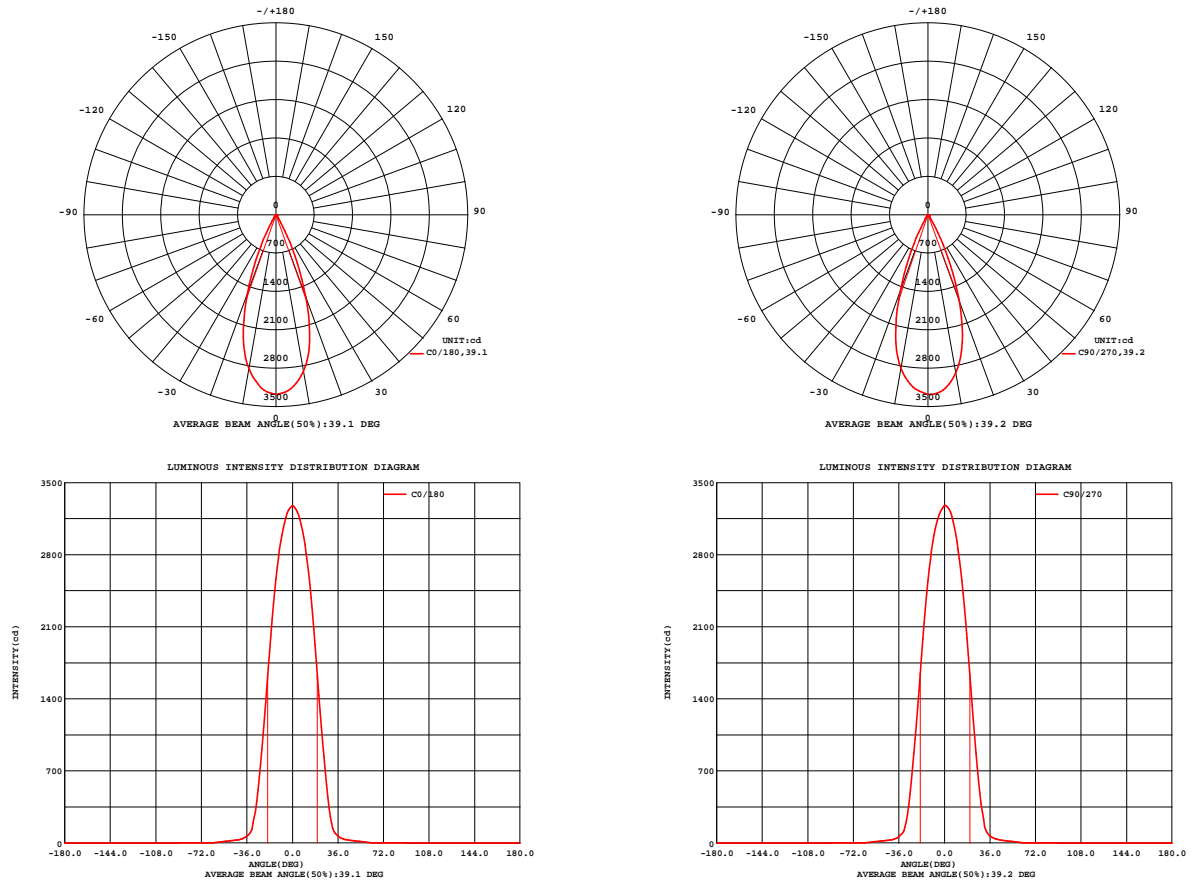 -/+180
-150
150
-120
120
-90
90
0
700
1400
-60
60
2100
UNIT:cd
C0/180,39.1
2800
-30
30
3500
0
AVERAGE BEAM ANGLE(50%):39.1 DEG
-/+180
-150
150
-120
120
-90
90
0
700
1400
-60
60
2100
UNIT:cd
C90/270,39.2
2800
-30
30
3500
0
AVERAGE BEAM ANGLE(50%):39.2 DEG
LUMINOUS INTENSITY DISTRIBUTION DIAGRAM
C0/180
INTENSITY(cd)
3500
2800
2100
1400
700
0
-180.0 -144.0 -108.0 -72.0 -36.0 0.0 36.0 72.0 108.0 144.0 180.0
ANGLE(DEG)
AVERAGE BEAM ANGLE(50%):39.1 DEG
LUMINOUS INTENSITY DISTRIBUTION DIAGRAM
C90/270
INTENSITY(cd)
3500
2800
2100
1400
700
0
-180.0 -144.0 -108.0 -72.0 -36.0 0.0 36.0 72.0 108.0 144.0 180.0
ANGLE(DEG)
AVERAGE BEAM ANGLE(50%):39.2 DEG